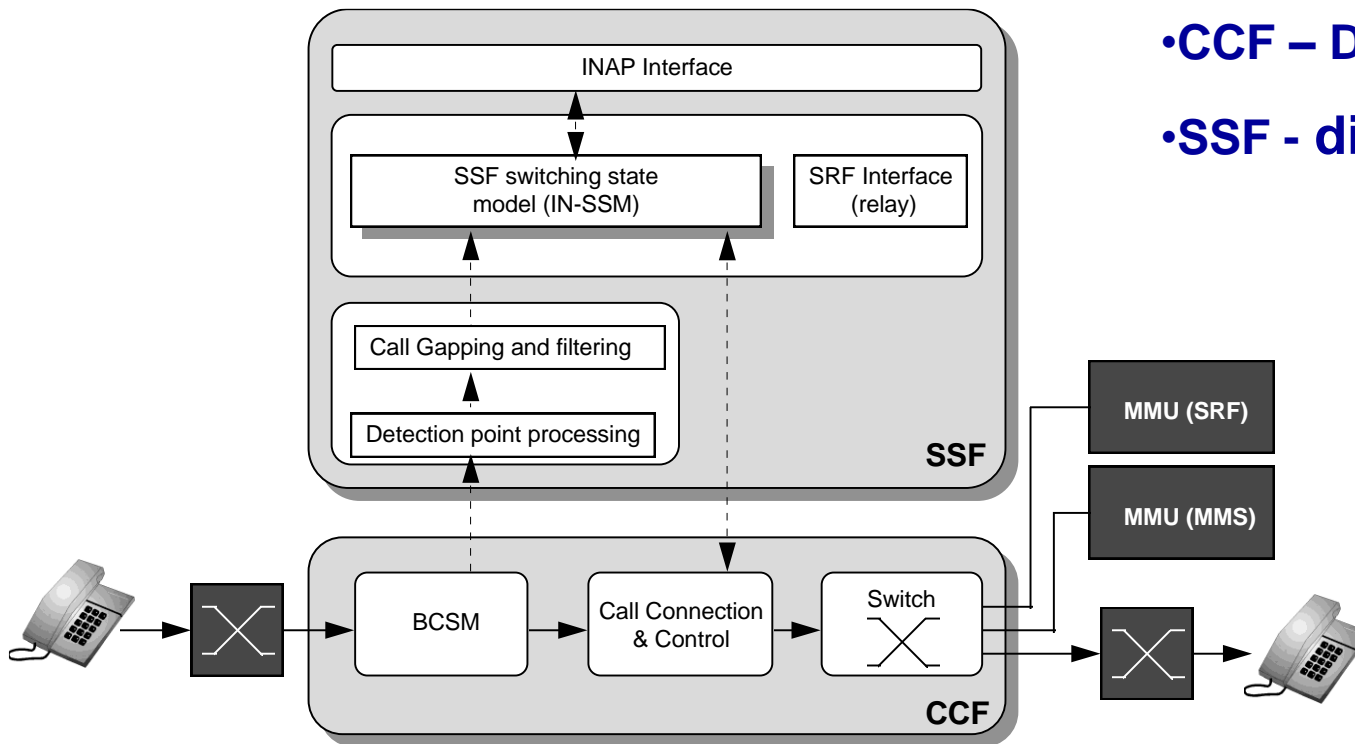 •CCF – D
•SSF - di
INAP Interface
SSF switching state
model (IN-SSM)
SRF Interface
(relay)
Call Gapping and filtering
Detection point processing
SSF
MMU (SRF)
MMU (MMS)
BCSM
Call Connection
& Control
Switch
CCF